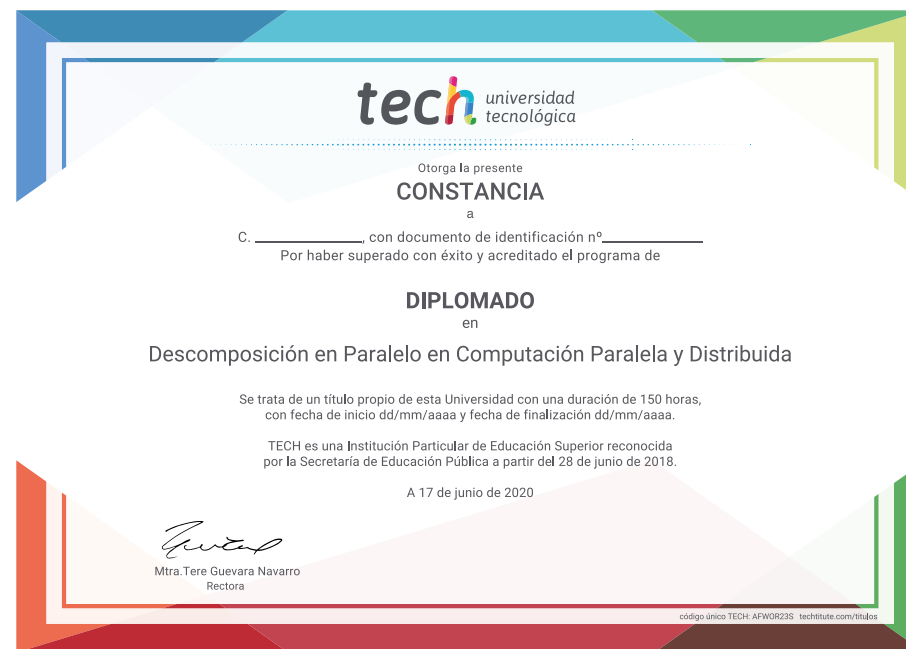 tech universidad
tecnológica
Otorga la presente
CONSTANCIA
a
C. ____________, con documento de identificación nº____________
Por haber superado con éxito y acreditado el programa de
DIPLOMADO
en
Descomposición en Paralelo en Computación Paralela y Distribuida
Se trata de un título propio de esta Universidad con una duración de 150 horas,
con fecha de inicio dd/mm/aaaa y fecha de finalización dd/mm/aaaa.
TECH es una Institución Particular de Educación Superior reconocida
por la Secretaría de Educación Pública a partir del 28 de junio de 2018.
A 17 de junio de 2020
Mtra.Tere Guevara Navarro
Rectora
código único TECH: AFWOR23S techtitute.com/titulos